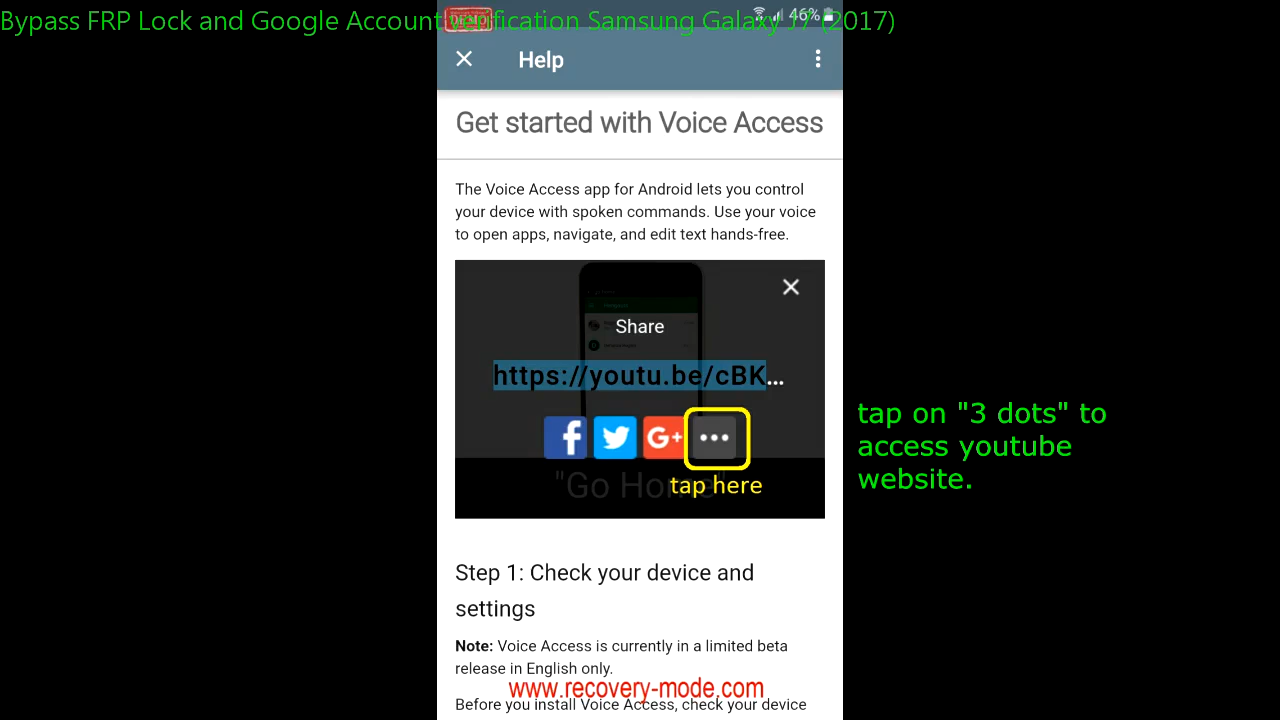 Bypass FRP Lock and Google Account verification Samsung Galaxy J7 (2017)
46%
Help
Get started with Voice Access
The Voice Access app for Android lets you control
your device with spoken commands. Use your voice
to open apps, navigate, and edit text hands-free.
Share
https://youtu.be/cBK...
G+
"Go Home"
tap here
tap on "3 dots" to
access youtube
website.
Step 1: Check your device and
settings
Note: Voice Access is currently in a limited beta
release in English only.
www.recovery-mode.com
Before you install Voice Access, check your device